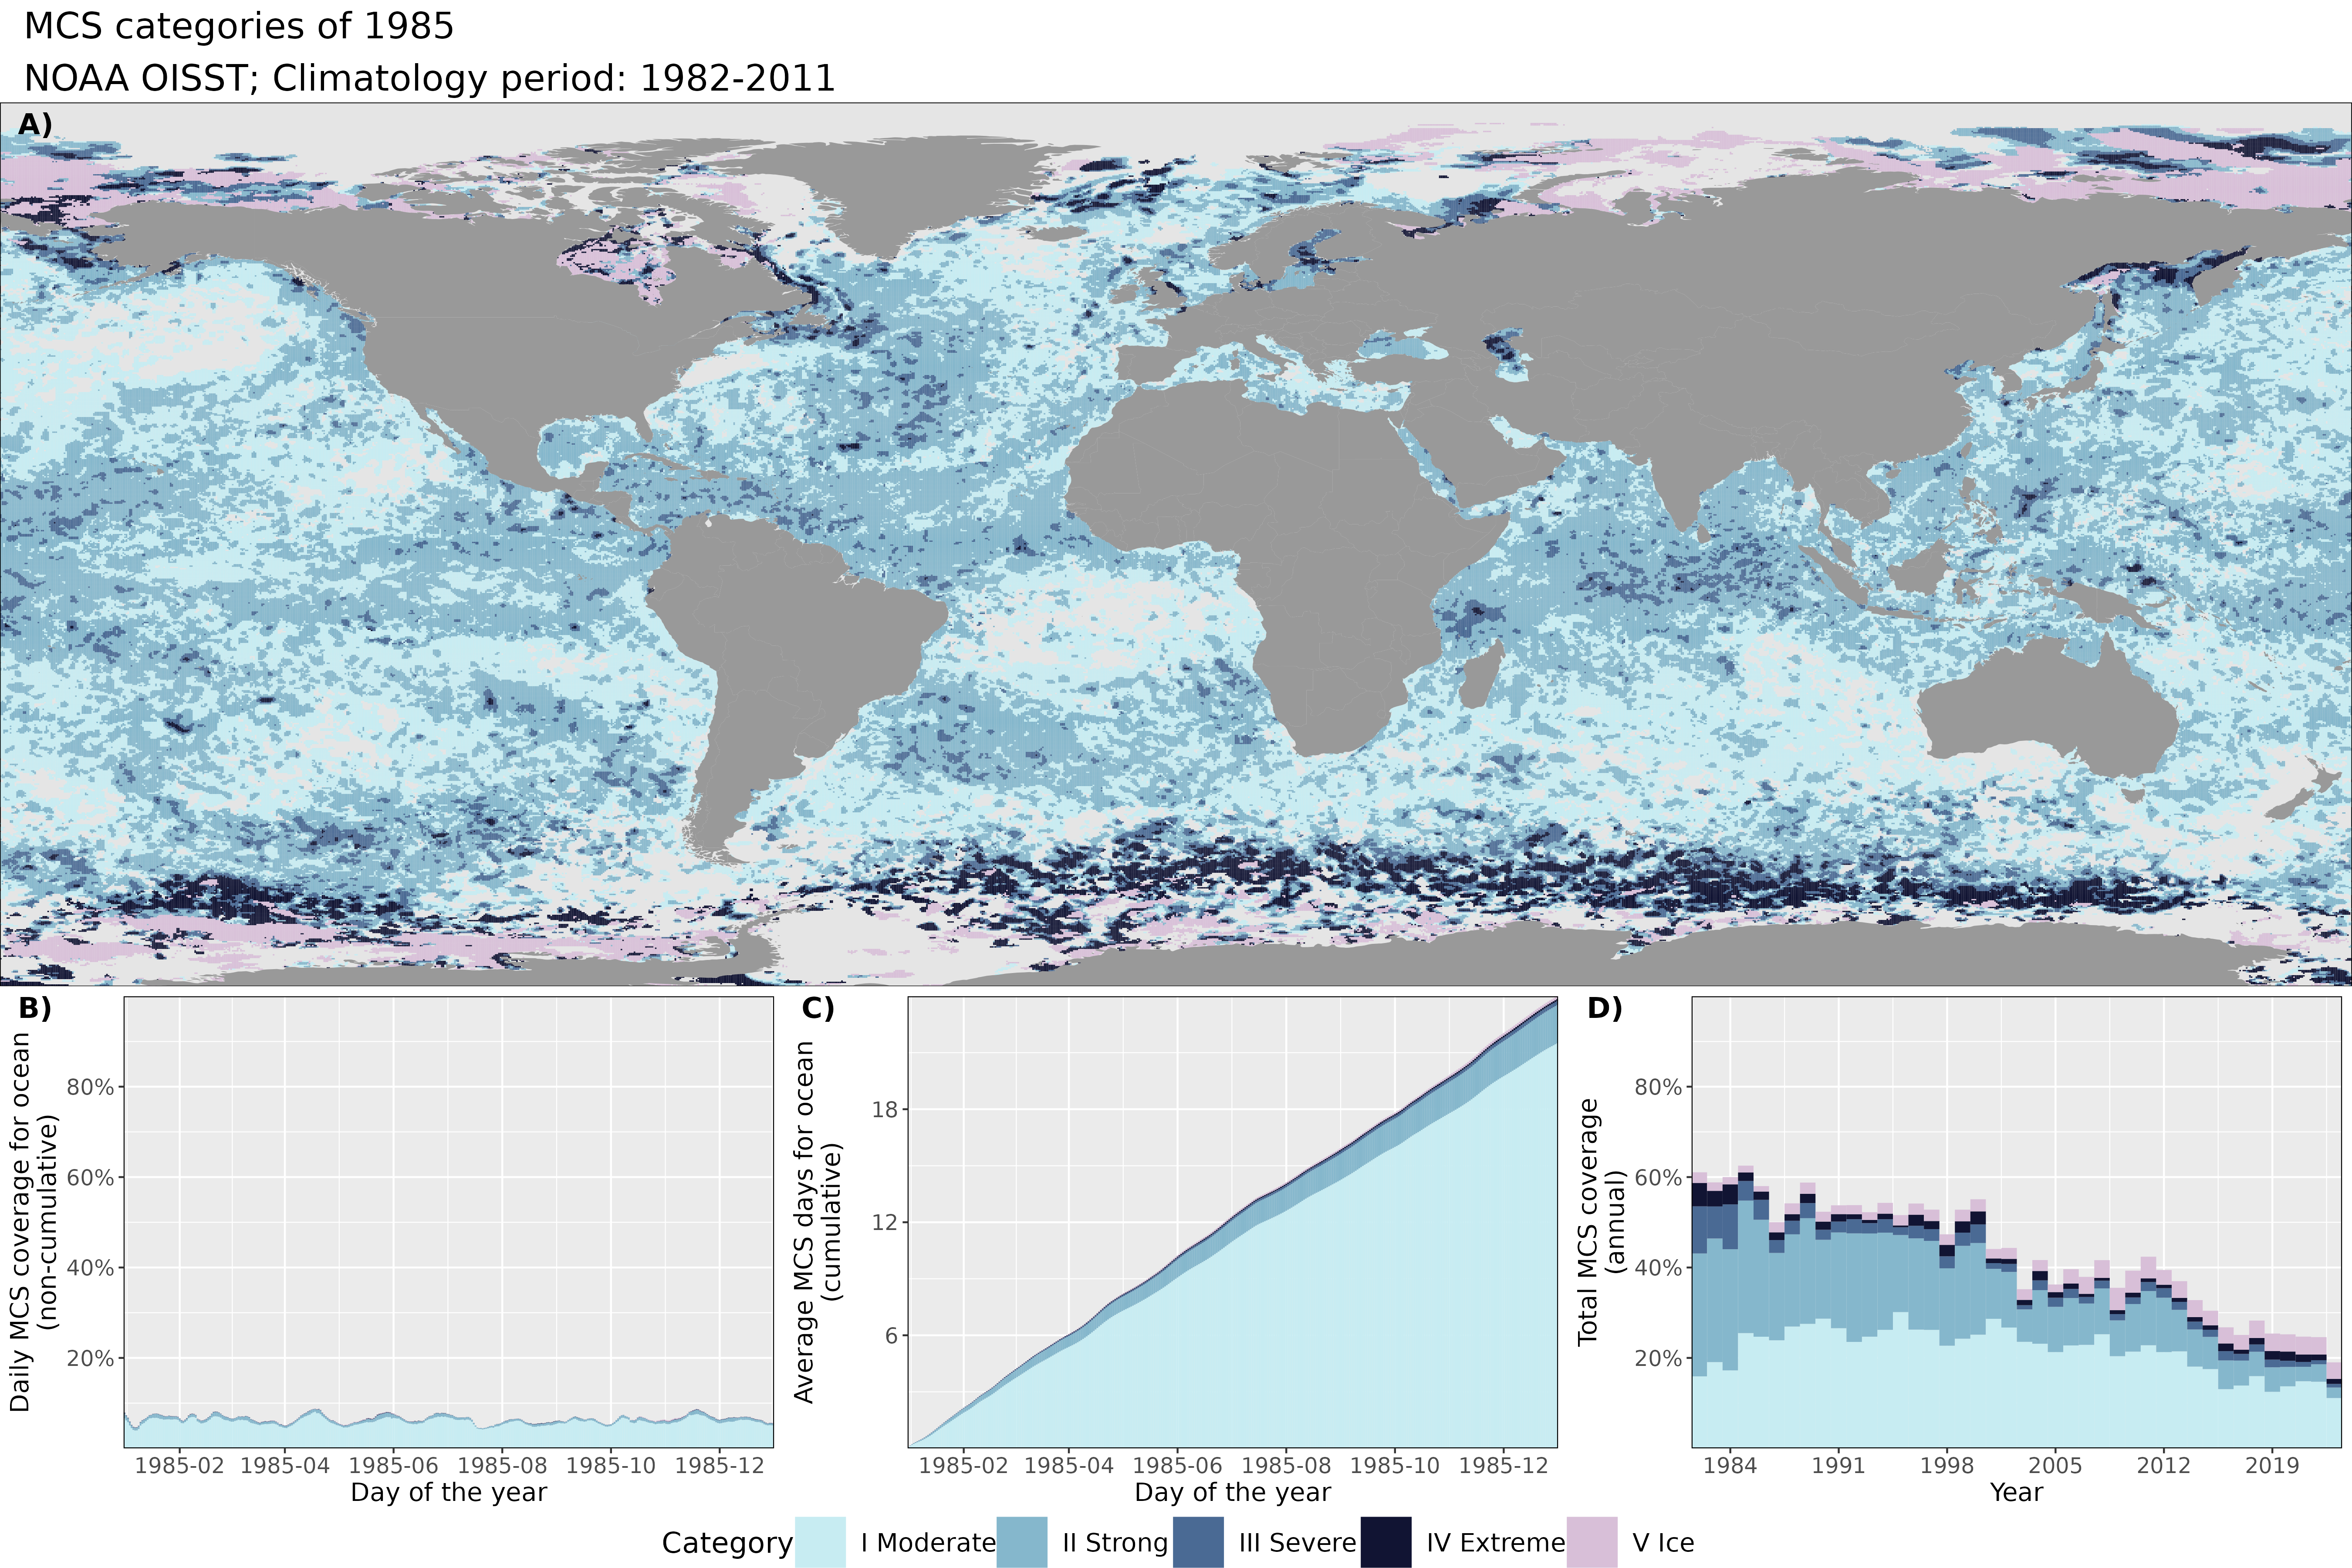 MCS categories of 1985
NOAA OISST; Climatology period: 1982-2011
A)
B)
Daily MCS coverage for ocean
(non-cumulative)
80%
60%
40%
20%
1985-02 1985-04 1985-06 1985-08 1985-10 1985-12
Day of the year
C)
Average MCS days for ocean
(cumulative)
18
12
6
1985-02 1985-04 1985-06 1985-08 1985-10 1985-12
Day of the year
D)
Total MCS coverage
(annual)
80%
60%
40%
20%
1984 1991 1998 2005 2012 2019
Year
Category I Moderate II Strong III Severe IV Extreme V Ice